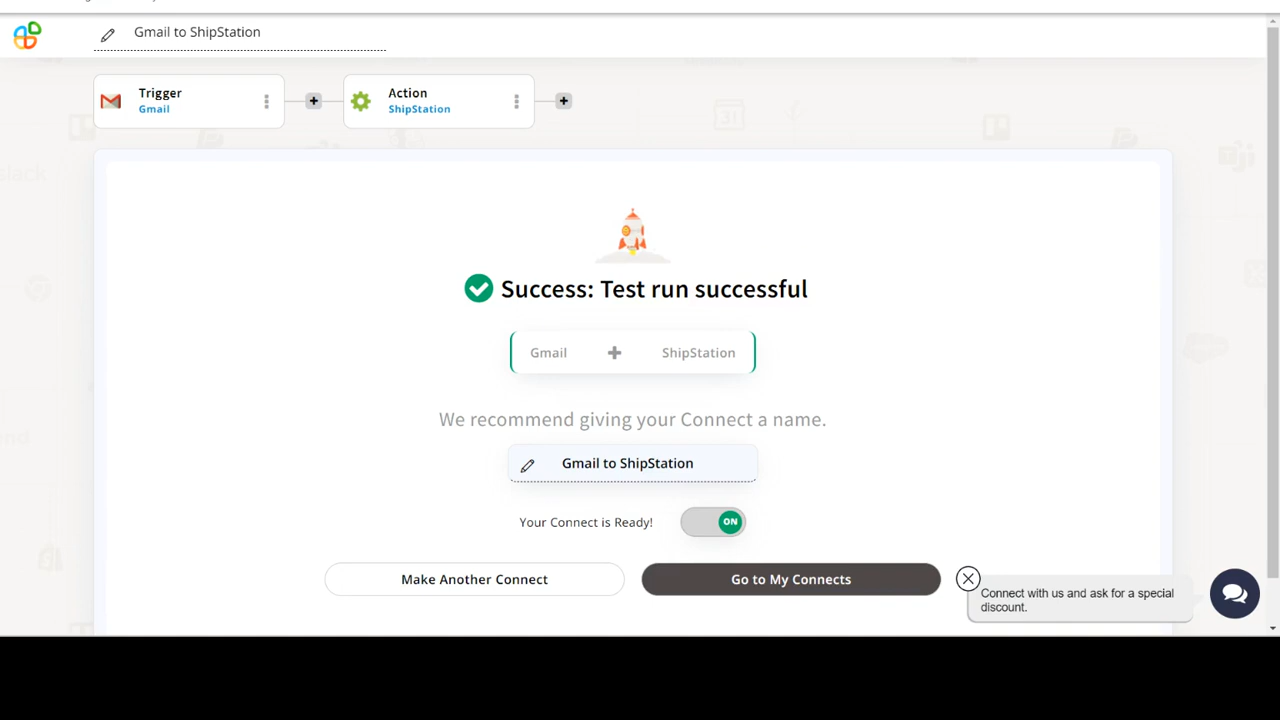 Gmail to ShipStation
Trigger
Gmail
Action
ShipStation
31
slack
Success: Test run successful
Gmail
ShipStation
We recommend giving your Connect a name.
Gmail to ShipStation
Your Connect is Ready!
ON
Make Another Connect
Go to My Connects
Connect with us and ask for a special
discount.